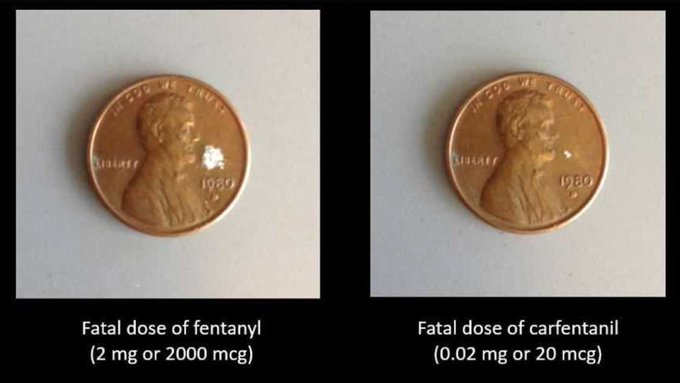 IN GOD WE TRUST
LIBERTY
1980
D
IN GOD WE TRUST
LIBERTY
1980
D
Fatal dose of fentanyl
(2 mg or 2000 mcg)
Fatal dose of carfentanil
(0.02 mg or 20 mcg)